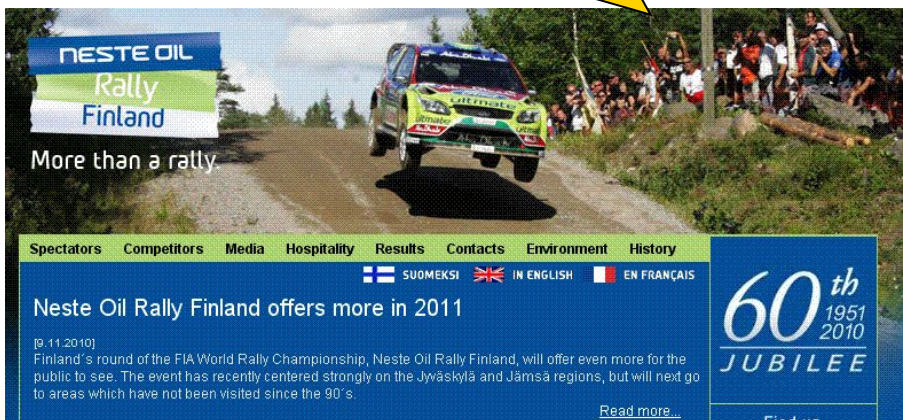 NESTE OIL
Rally
Finland
More than a rally.
Abu Dhabi
ultimate
Spectators Competitors Media Hospitality Results Contacts Environment History
SUOMEKSI IN ENGLISH EN FRANÇAIS
Neste Oil Rally Finland offers more in 2011
[9.11.2010]
Finland´s round of the FIA World Rally Championship, Neste Oil Rally Finland, will offer even more for the
public to see. The event has recently centered strongly on the Jyväskylä and Jämsä regions, but will next go
to areas which have not been visited since the 90´s.
Read more...
60th
1951
2010
JUBILEE